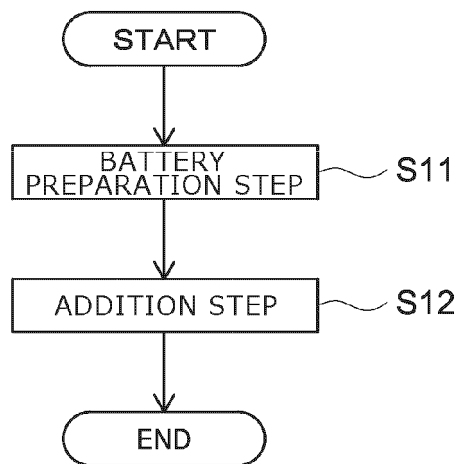 START
BATTERY
PREPARATION STEP
S11
ADDITION STEP
S12
END